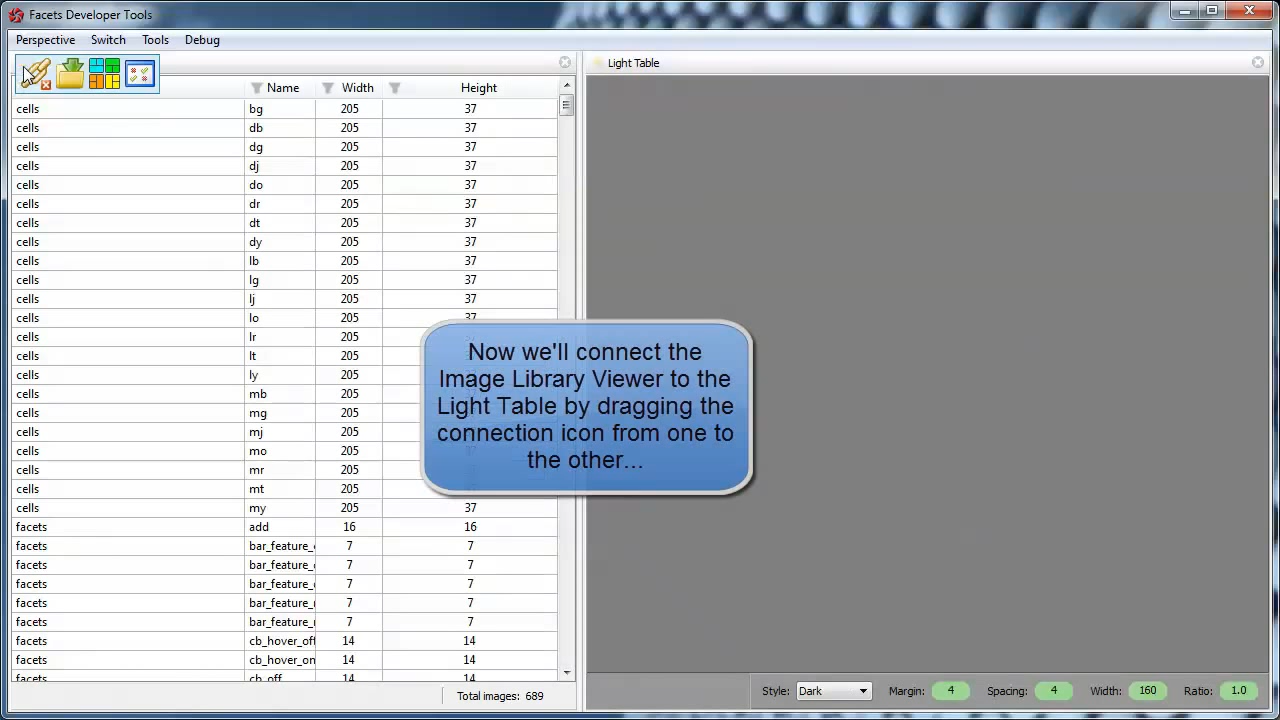 Facets Developer Tools
Perspective Switch Tools Debug
Light Table
Name Width Height
cells bg 205 37
cells db 205 37
cells dg 205 37
cells dj 205 37
cells do 205 37
cells dr 205 37
cells dt 205 37
cells dy 205 37
cells lb 205 37
cells lg 205 37
cells lj 205 37
cells lo 205 37
cells lr 205
cells lt 205
cells ly 205
cells mb 205
cells mg 205
cells mj 205
cells mo 205
cells mr 205
cells mt 205
cells my 205 37
facets add 16 16
facets bar_feature_ 7 7
facets bar_feature_ 7 7
facets bar_feature_ 7 7
facets bar_feature_ 7 7
facets bar_feature_ 7 7
facets cb_hover_off 14 14
facets cb_hover_on 14 14
facets cb_off 14 14
Now we'll connect the
Image Library Viewer to the
Light Table by dragging the
connection icon from one to
the other...
Total images: 689
Style: Dark Margin: 4 Spacing: 4 Width: 160 Ratio: 1.0